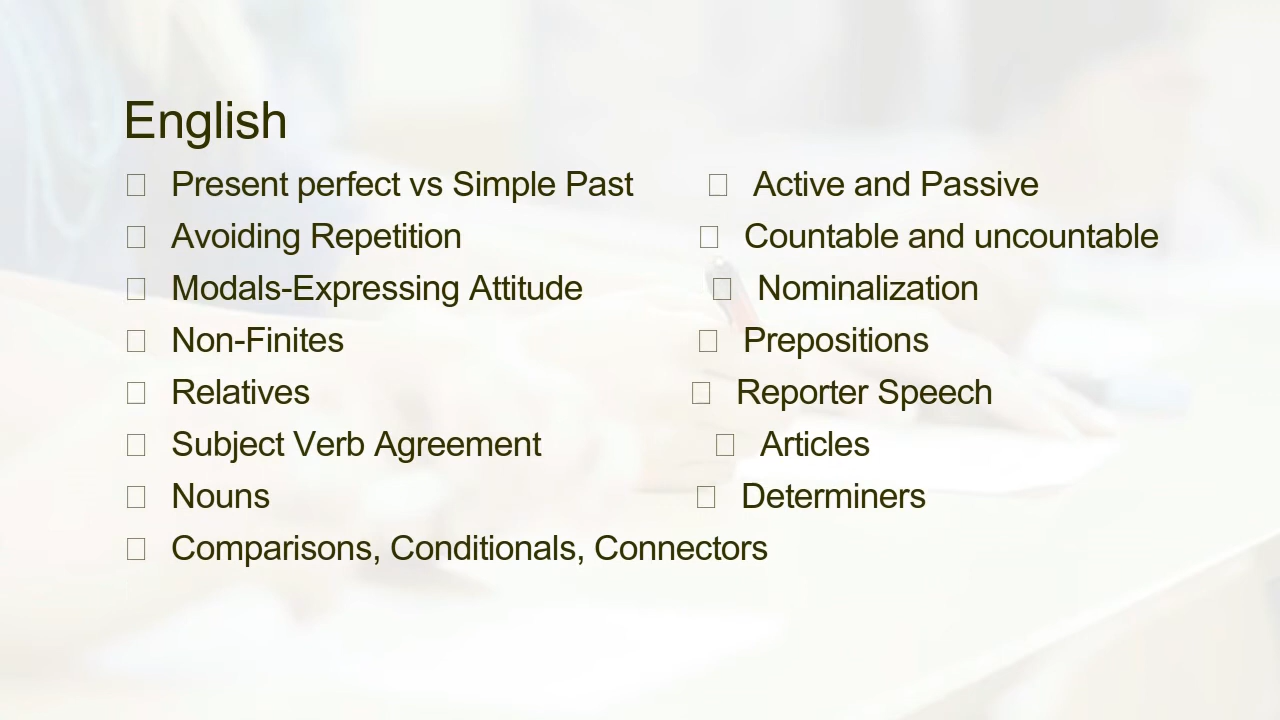 English
Present perfect vs Simple Past Active and Passive
Avoiding Repetition Countable and uncountable
Modals-Expressing Attitude Nominalization
Non-Finites Prepositions
Relatives Reporter Speech
Subject Verb Agreement Articles
Nouns Determiners
Comparisons, Conditionals, Connectors